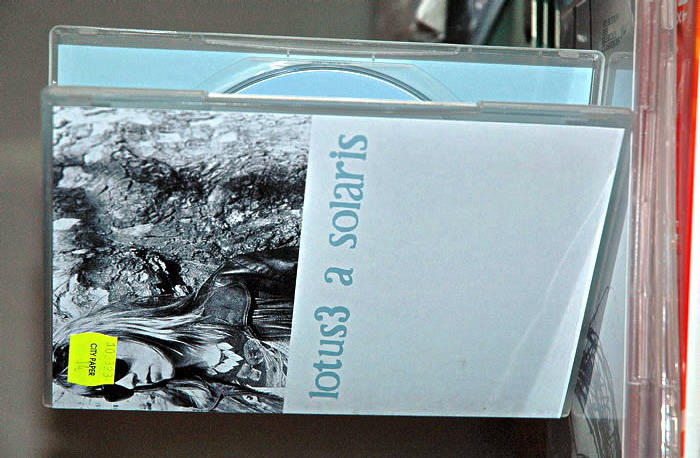 lotus3 a solaris
CITY PAPER